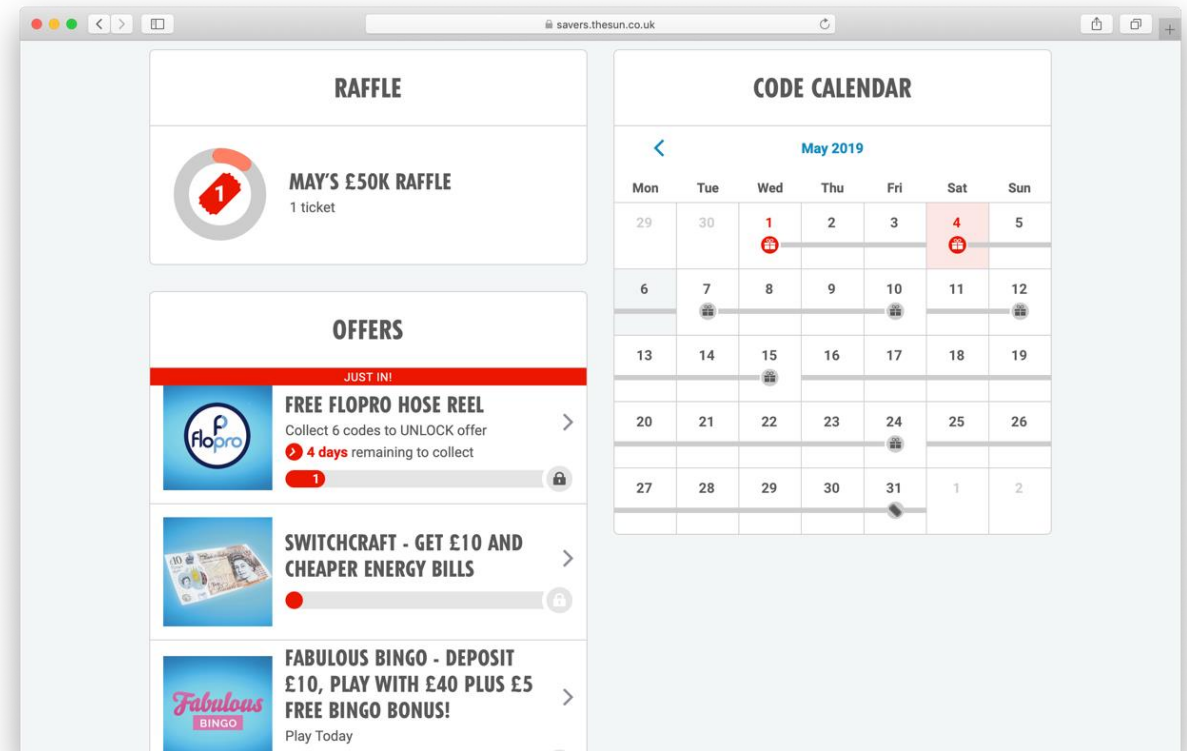 savers.thesun.co.uk
RAFFLE
1
MAY'S £50K RAFFLE
1 ticket
OFFERS
JUST IN!
flopro
FREE FLOPRO HOSE REEL
Collect 6 codes to UNLOCK offer
4 days remaining to collect
1
£10
SWITCHCRAFT - GET £10 AND
CHEAPER ENERGY BILLS
Fabulous
BINGO
FABULOUS BINGO - DEPOSIT
£10, PLAY WITH £40 PLUS £5
FREE BINGO BONUS!
Play Today
CODE CALENDAR
May 2019
Mon Tue Wed Thu Fri Sat Sun
29 30 1 2 3 4 5
6 7 8 9 10 11 12
13 14 15 16 17 18 19
20 21 22 23 24 25 26
27 28 29 30 31 1 2